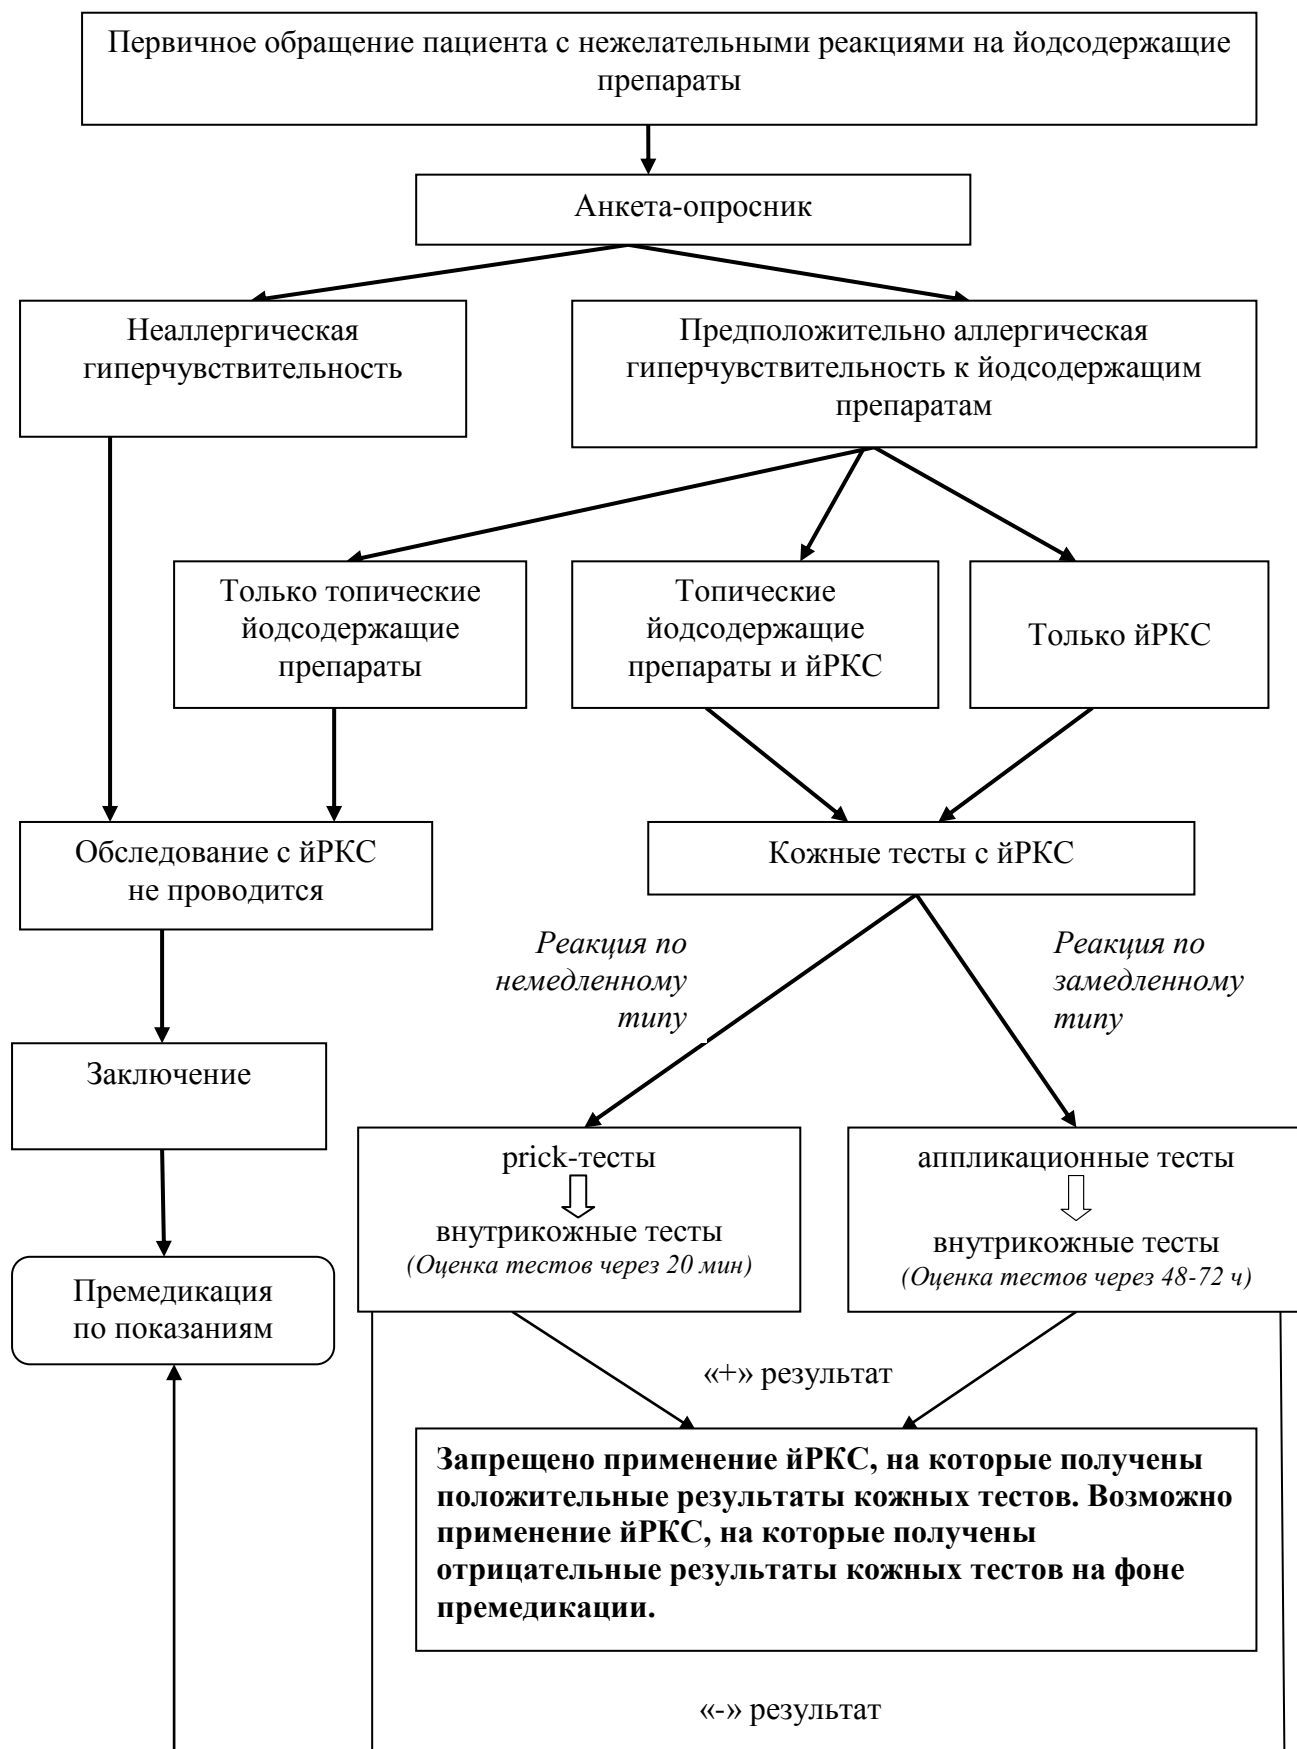 Первичное обращение пациента с нежелательными реакциями на йодсодержащие
препараты
Анкета-опросник
Неаллергическая
гиперчувствительность
Предположительно аллергическая
гиперчувствительность к йодсодержащим
препаратам
Только топические
йодсодержащие
препараты
Топические
йодсодержащие
препараты и йРКС
Только йРКС
Обследование с йРКС
не проводится
Кожные тесты с йРКС
Реакция по
немедленному
типу
Реакция по
замедленному
типу
Заключение
prick-тесты
внутрикожные тесты
(Оценка тестов через 20 мин)
аппликационные тесты
внутрикожные тесты
(Оценка тестов через 48-72 ч)
Премедикация
по показаниям
«+» результат
Запрещено применение йРКС, на которые получены
положительные результаты кожных тестов. Возможно
применение йРКС, на которые получены
отрицательные результаты кожных тестов на фоне
премедикации.
«-» результат